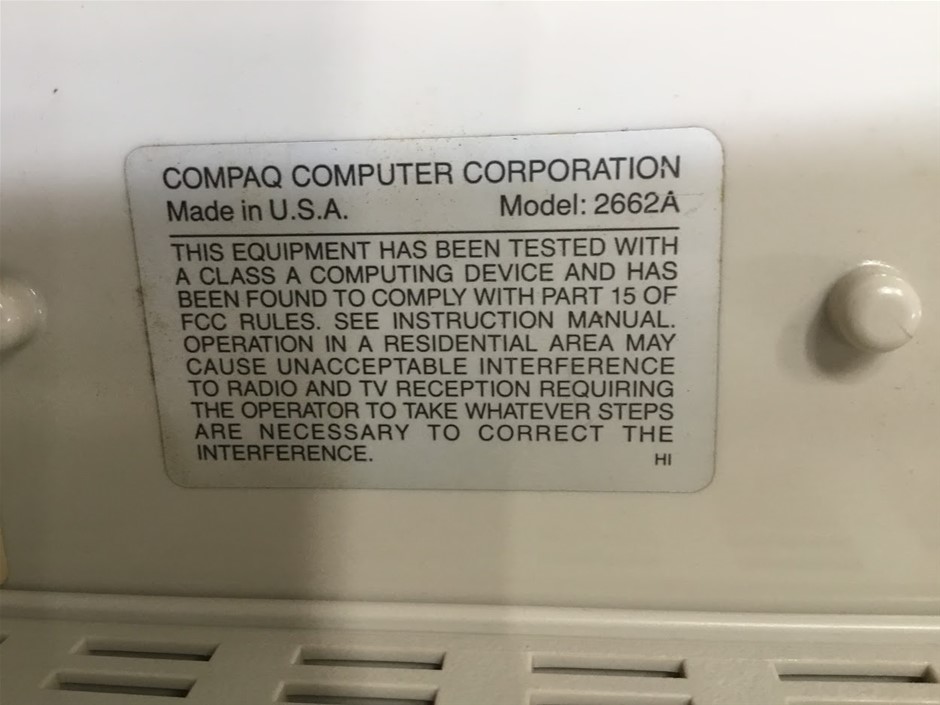 COMPAQ COMPUTER CORPORATION
Made in U.S.A. Model: 2662A
THIS EQUIPMENT HAS BEEN TESTED WITH
A CLASS A COMPUTING DEVICE AND HAS
BEEN FOUND TO COMPLY WITH PART 15 OF
FCC RULES. SEE INSTRUCTION MANUAL.
OPERATION IN A RESIDENTIAL AREA MAY
CAUSE UNACCEPTABLE INTERFERENCE
TO RADIO AND TV RECEPTION REQUIRING
THE OPERATOR TO TAKE WHATEVER STEPS
ARE NECESSARY TO CORRECT THE
INTERFERENCE. HI